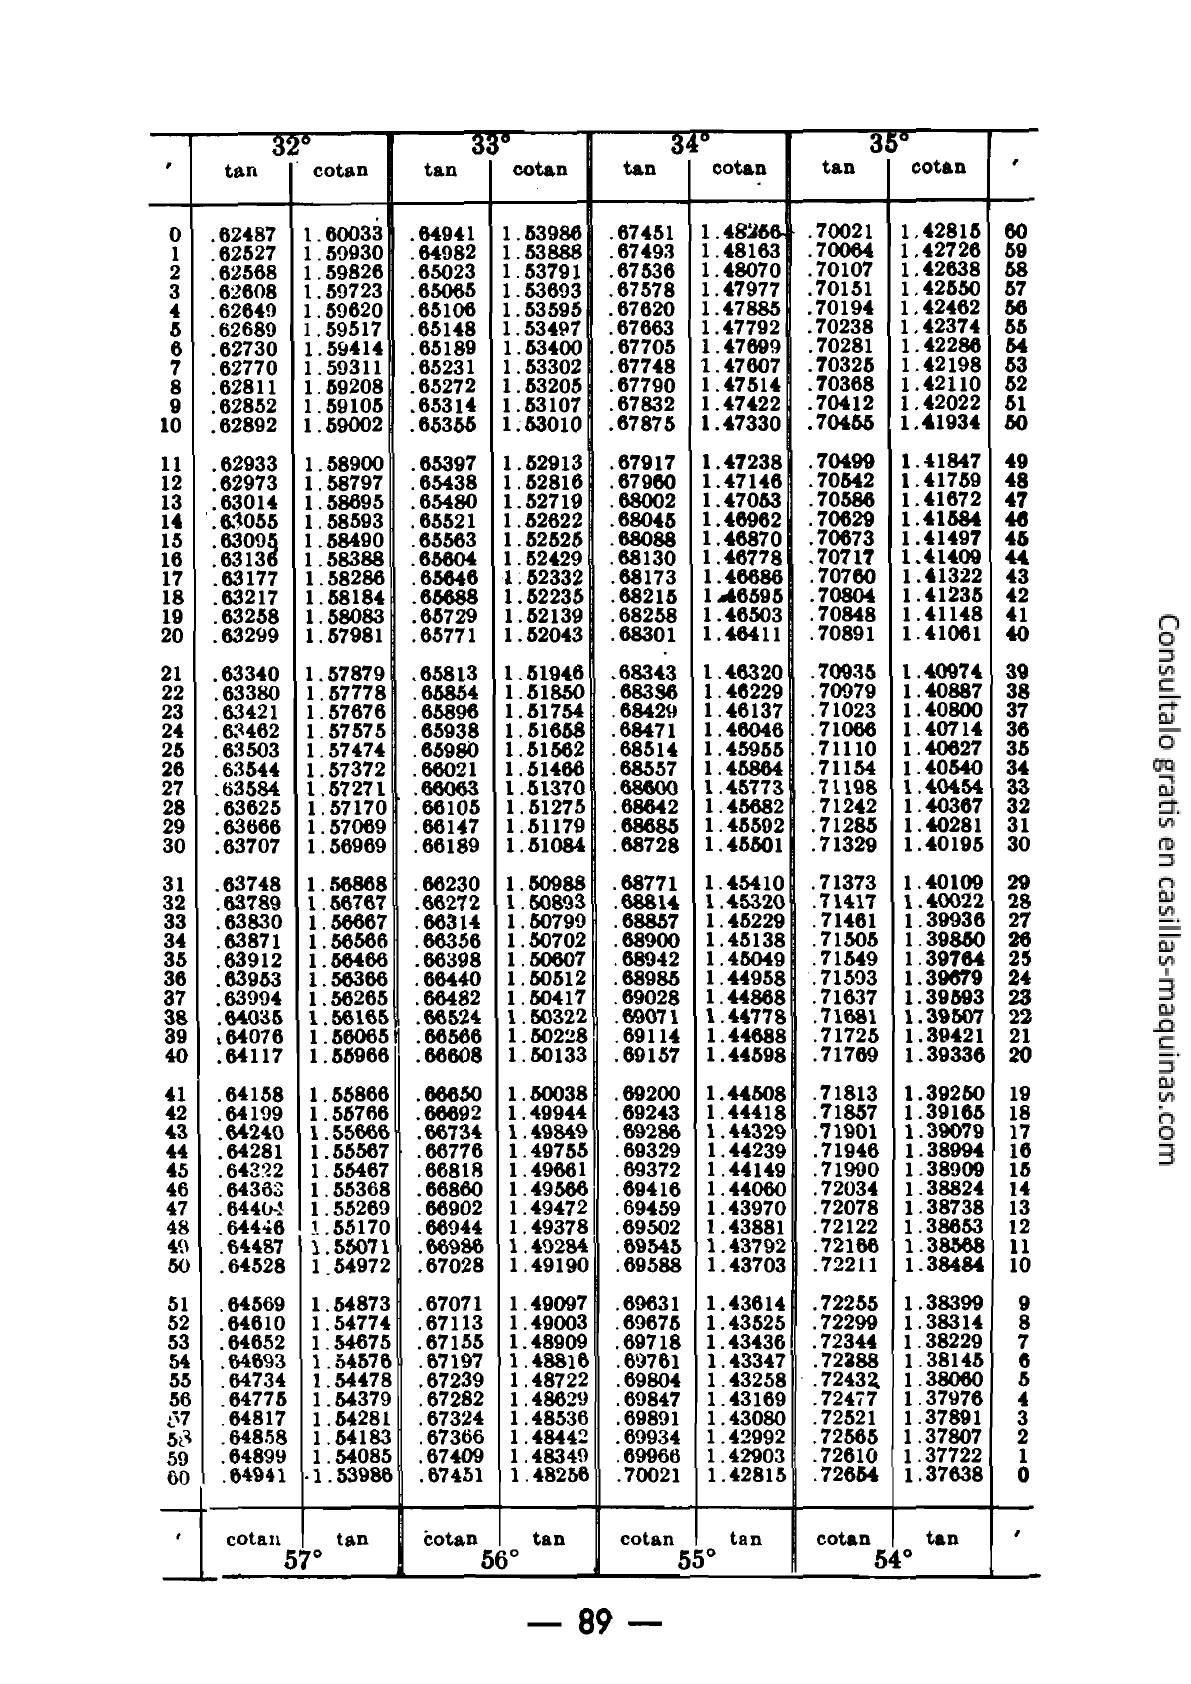 32° 33° 34° 35°
′ tan cotan tan cotan tan cotan tan cotan ′
0 .62487 1.60033 .64941 1.53986 .67451 1.48256 .70021 1.42815 60
1 .62527 1.59930 .64982 1.53888 .67493 1.48163 .70064 1.42726 59
2 .62568 1.59826 .65023 1.53791 .67536 1.48070 .70107 1.42638 58
3 .62608 1.59723 .65065 1.53693 .67578 1.47977 .70151 1.42550 57
4 .62649 1.59620 .65106 1.53595 .67620 1.47885 .70194 1.42462 56
5 .62689 1.59517 .65148 1.53497 .67663 1.47792 .70238 1.42374 55
6 .62730 1.59414 .65189 1.53400 .67705 1.47699 .70281 1.42286 54
7 .62770 1.59311 .65231 1.53302 .67748 1.47607 .70325 1.42198 53
8 .62811 1.59208 .65272 1.53205 .67790 1.47514 .70368 1.42110 52
9 .62852 1.59105 .65314 1.53107 .67832 1.47422 .70412 1.42022 51
10 .62892 1.59002 .65355 1.53010 .67875 1.47330 .70455 1.41934 50
11 .62933 1.58900 .65397 1.52913 .67917 1.47238 .70499 1.41847 49
12 .62973 1.58797 .65438 1.52816 .67960 1.47146 .70542 1.41759 48
13 .63014 1.58695 .65480 1.52719 .68002 1.47053 .70586 1.41672 47
14 .63055 1.58593 .65521 1.52622 .68045 1.46962 .70629 1.41584 46
15 .63095 1.58490 .65563 1.52525 .68088 1.46870 .70673 1.41497 45
16 .63136 1.58388 .65604 1.52429 .68130 1.46778 .70717 1.41409 44
17 .63177 1.58286 .65646 1.52332 .68173 1.46686 .70760 1.41322 43
18 .63217 1.58184 .65688 1.52235 .68215 1.46595 .70804 1.41235 42
19 .63258 1.58083 .65729 1.52139 .68258 1.46503 .70848 1.41148 41
20 .63299 1.57981 .65771 1.52043 .68301 1.46411 .70891 1.41061 40
21 .63340 1.57879 .65813 1.51946 .68343 1.46320 .70935 1.40974 39
22 .63380 1.57778 .65854 1.51850 .68386 1.46229 .70979 1.40887 38
23 .63421 1.57676 .65896 1.51754 .68429 1.46137 .71023 1.40800 37
24 .63462 1.57575 .65938 1.51658 .68471 1.46046 .71066 1.40714 36
25 .63503 1.57474 .65980 1.51562 .68514 1.45955 .71110 1.40627 35
26 .63544 1.57372 .66021 1.51466 .68557 1.45864 .71154 1.40540 34
27 .63584 1.57271 .66063 1.51370 .68600 1.45773 .71198 1.40454 33
28 .63625 1.57170 .66105 1.51275 .68642 1.45682 .71242 1.40367 32
29 .63666 1.57069 .66147 1.51179 .68685 1.45592 .71285 1.40281 31
30 .63707 1.56969 .66189 1.51084 .68728 1.45501 .71329 1.40195 30
31 .63748 1.56868 .66230 1.50988 .68771 1.45410 .71373 1.40109 29
32 .63789 1.56767 .66272 1.50893 .68814 1.45320 .71417 1.40022 28
33 .63830 1.56667 .66314 1.50799 .68857 1.45229 .71461 1.39936 27
34 .63871 1.56566 .66356 1.50702 .68900 1.45138 .71505 1.39850 26
35 .63912 1.56466 .66398 1.50607 .68942 1.45049 .71549 1.39764 25
36 .63953 1.56366 .66440 1.50512 .68985 1.44958 .71593 1.39679 24
37 .63994 1.56265 .66482 1.50417 .69028 1.44868 .71637 1.39593 23
38 .64035 1.56165 .66524 1.50322 .69071 1.44778 .71681 1.39507 22
39 .64076 1.56065 .66566 1.50228 .69114 1.44688 .71725 1.39421 21
40 .64117 1.55966 .66608 1.50133 .69157 1.44598 .71769 1.39336 20
41 .64158 1.55866 .66650 1.50038 .69200 1.44508 .71813 1.39250 19
42 .64199 1.55766 .66692 1.49944 .69243 1.44418 .71857 1.39165 18
43 .64240 1.55666 .66734 1.49849 .69286 1.44329 .71901 1.39079 17
44 .64281 1.55567 .66776 1.49755 .69329 1.44239 .71946 1.38994 16
45 .64322 1.55467 .66818 1.49661 .69372 1.44149 .71990 1.38909 15
46 .64363 1.55368 .66860 1.49566 .69416 1.44060 .72034 1.38824 14
47 .64404 1.55269 .66902 1.49472 .69459 1.43970 .72078 1.38738 13
48 .64446 1.55170 .66944 1.49378 .69502 1.43881 .72122 1.38653 12
49 .64487 1.55071 .66986 1.49284 .69545 1.43792 .72166 1.38568 11
50 .64528 1.54972 .67028 1.49190 .69588 1.43703 .72211 1.38484 10
51 .64569 1.54873 .67071 1.49097 .69631 1.43614 .72255 1.38399 9
52 .64610 1.54774 .67113 1.49003 .69675 1.43525 .72299 1.38314 8
53 .64652 1.54675 .67155 1.48909 .69718 1.43436 .72344 1.38229 7
54 .64693 1.54576 .67197 1.48816 .69761 1.43347 .72388 1.38145 6
55 .64734 1.54478 .67239 1.48722 .69804 1.43258 .72432 1.38060 5
56 .64775 1.54379 .67282 1.48629 .69847 1.43169 .72477 1.37976 4
57 .64817 1.54281 .67324 1.48536 .69891 1.43080 .72521 1.37891 3
58 .64858 1.54183 .67366 1.48442 .69934 1.42992 .72565 1.37807 2
59 .64899 1.54085 .67409 1.48349 .69966 1.42903 .72610 1.37722 1
60 .64941 1.53986 .67451 1.48256 .70021 1.42815 .72654 1.37638 0
′ cotan tan cotan tan cotan tan cotan tan ′
57° 56° 55° 54°
— 89 —
Consultalo gratis en casillas-maquinas.com